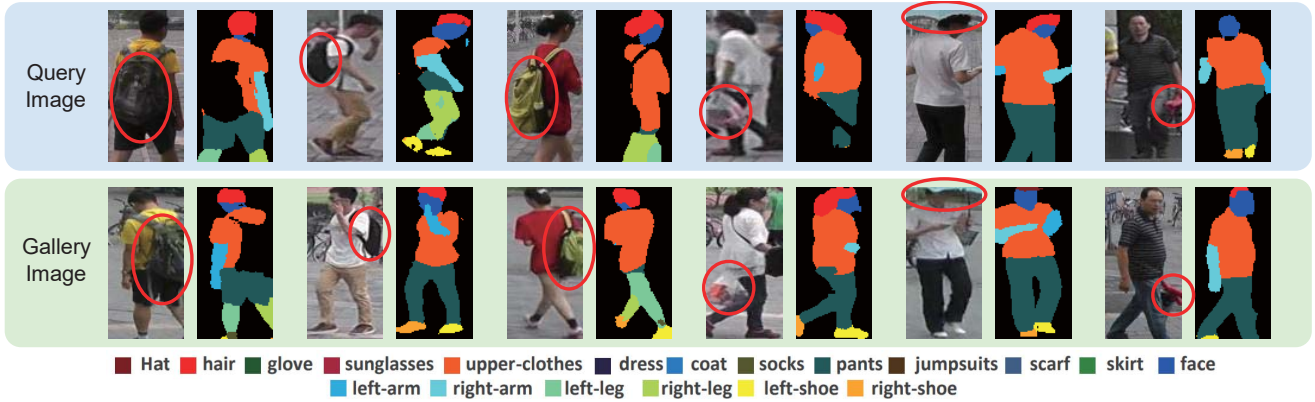 Query
Image
Gallery
Image
Hat hair glove sunglasses upper-clothes dress coat socks pants jumpsuits scarf skirt face
left-arm right-arm left-leg right-leg left-shoe right-shoe